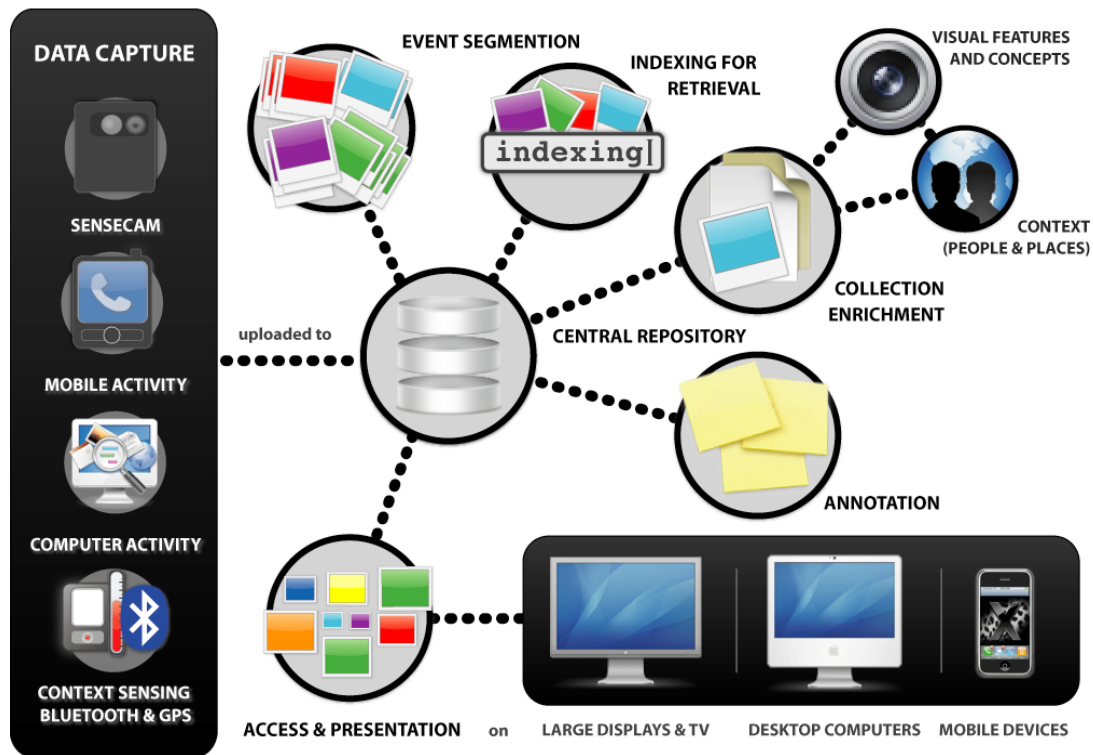 DATA CAPTURE
SENSECAM
MOBILE ACTIVITY
COMPUTER ACTIVITY
CONTEXT SENSING
BLUETOOTH & GPS
uploaded to
EVENT SEGMENTION
INDEXING FOR
RETRIEVAL
indexing
VISUAL FEATURES
AND CONCEPTS
CONTEXT
(PEOPLE & PLACES)
COLLECTION
ENRICHMENT
CENTRAL REPOSITORY
ANNOTATION
ACCESS & PRESENTATION on LARGE DISPLAYS & TV DESKTOP COMPUTERS MOBILE DEVICES